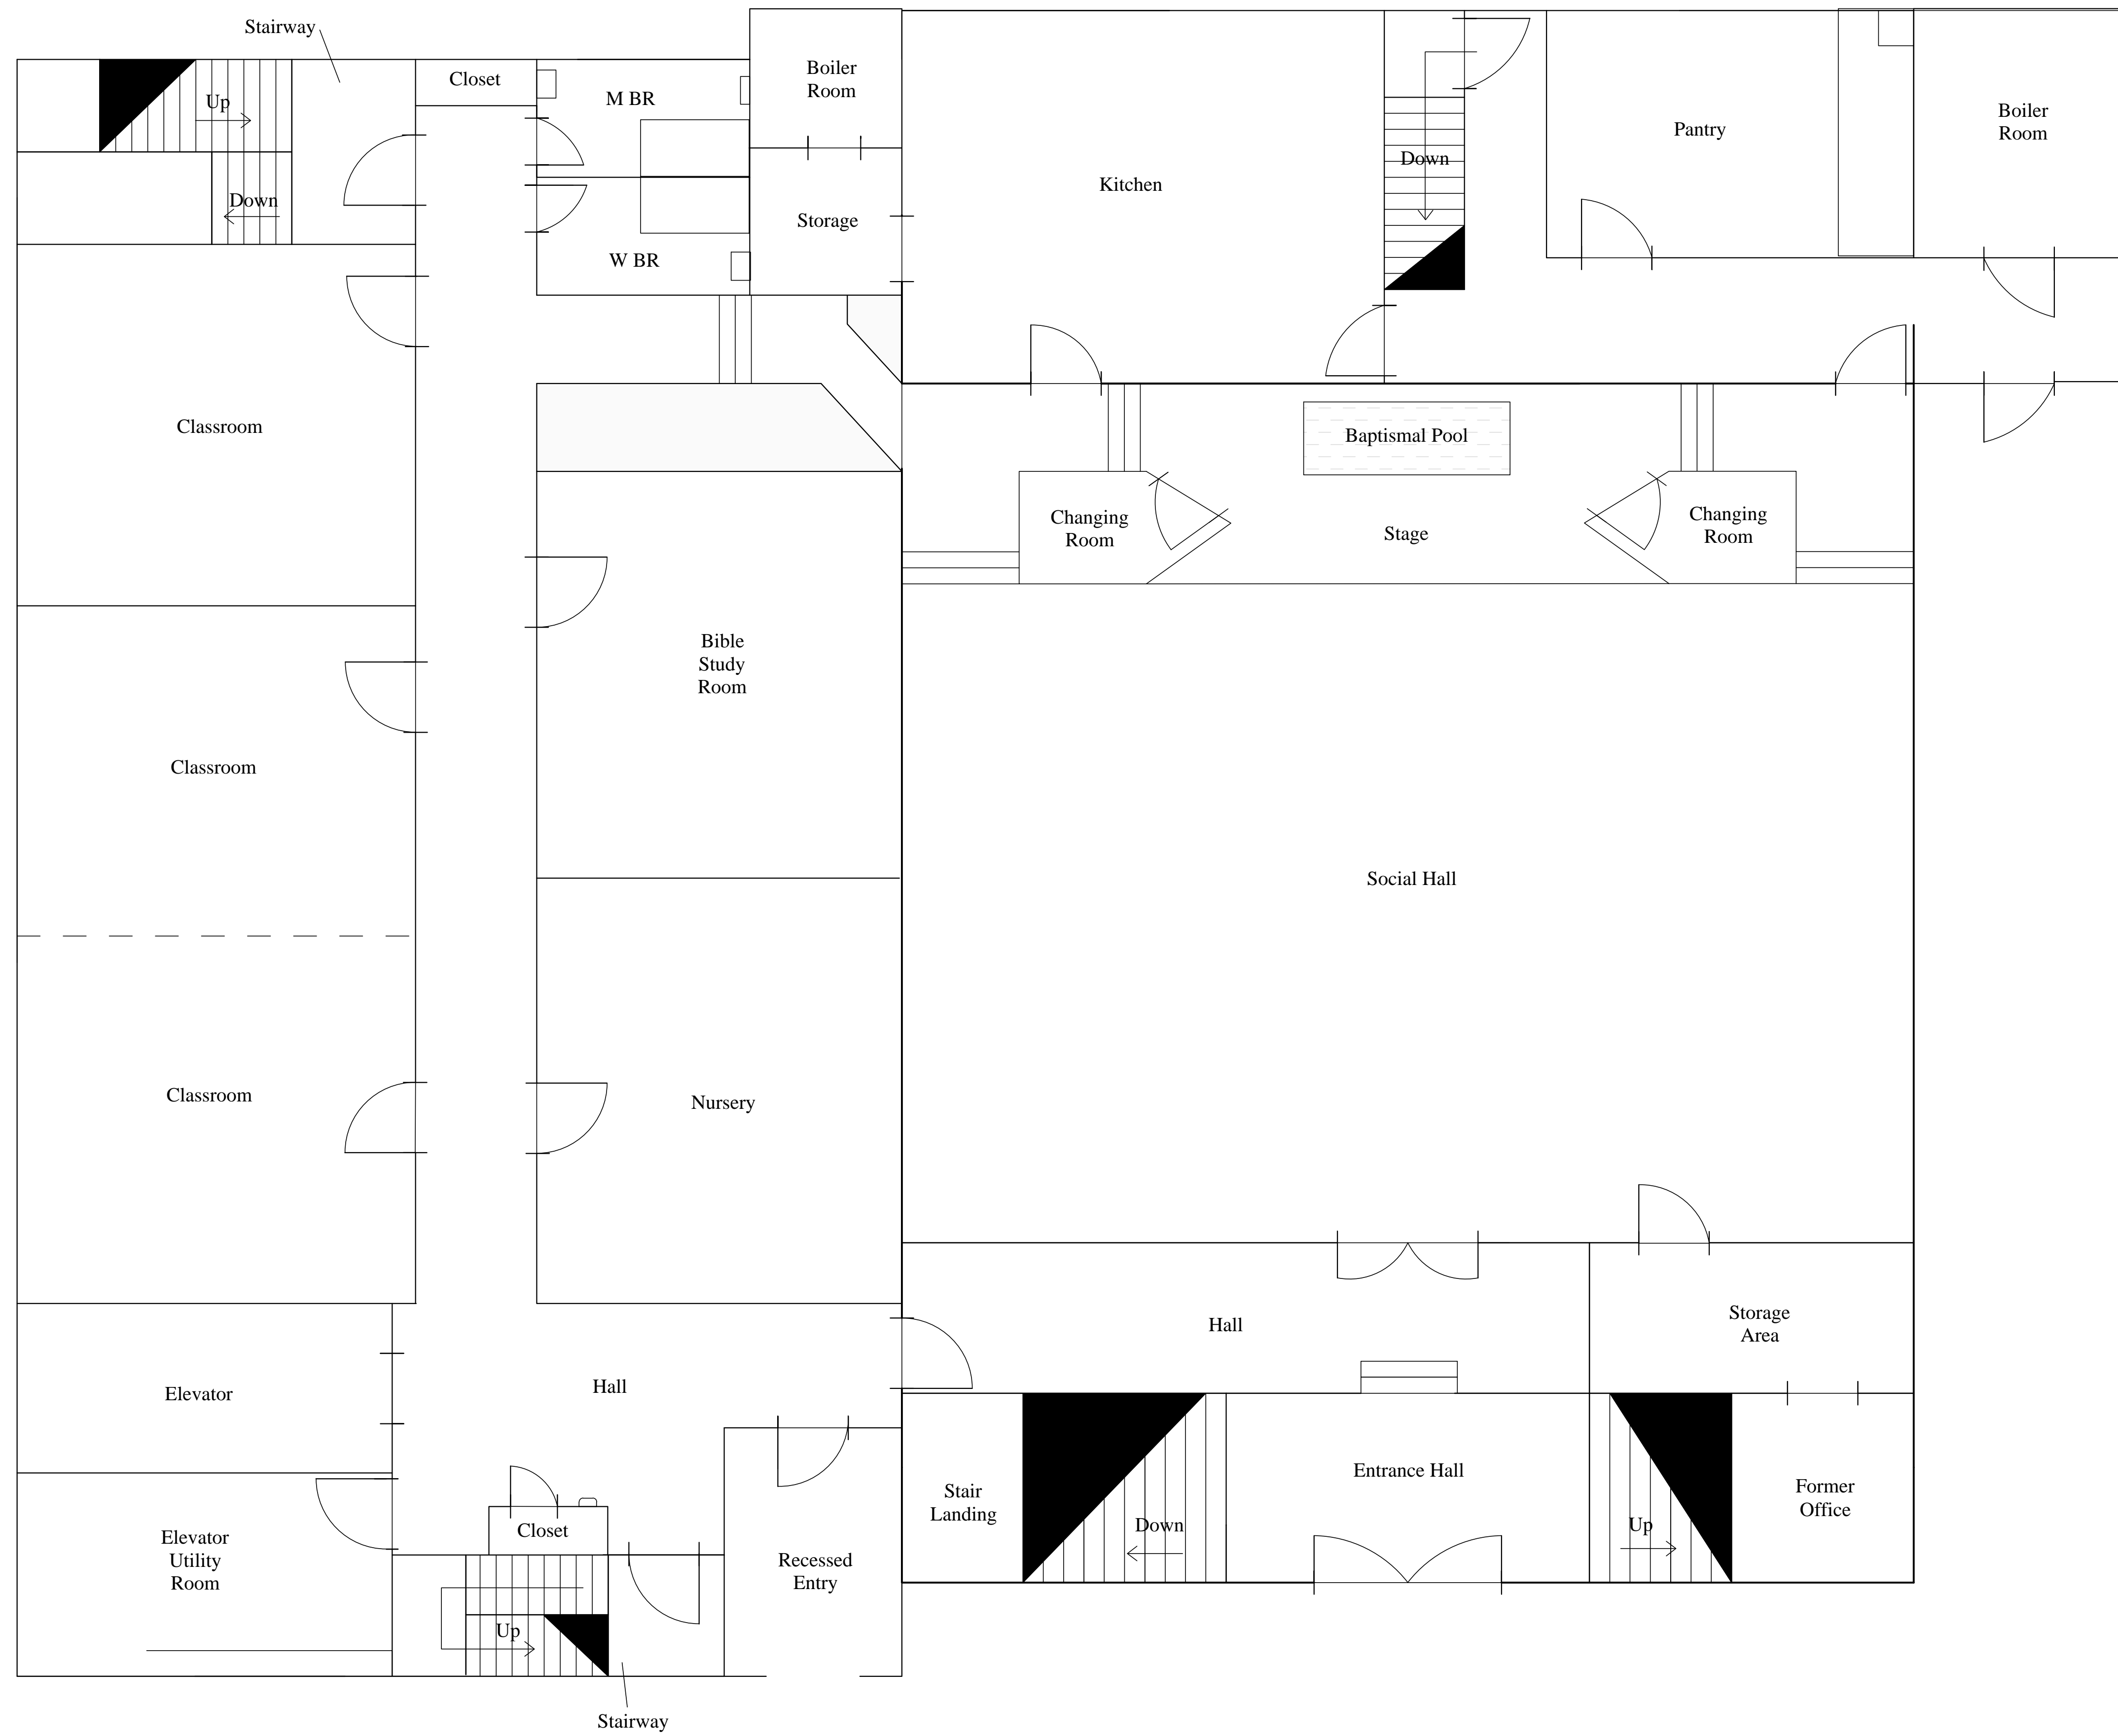 Stairway
Up
Down
Closet
M BR
W BR
Boiler
Room
Storage
Kitchen
Down
Pantry
Boiler
Room
Classroom
Baptismal Pool
Changing
Room
Stage
Changing
Room
Bible
Study
Room
Classroom
Social Hall
Classroom
Nursery
Hall
Storage
Area
Elevator
Hall
Entrance Hall
Stair
Landing
Down
Up
Former
Office
Elevator
Utility
Room
Closet
Recessed
Entry
Up
Stairway